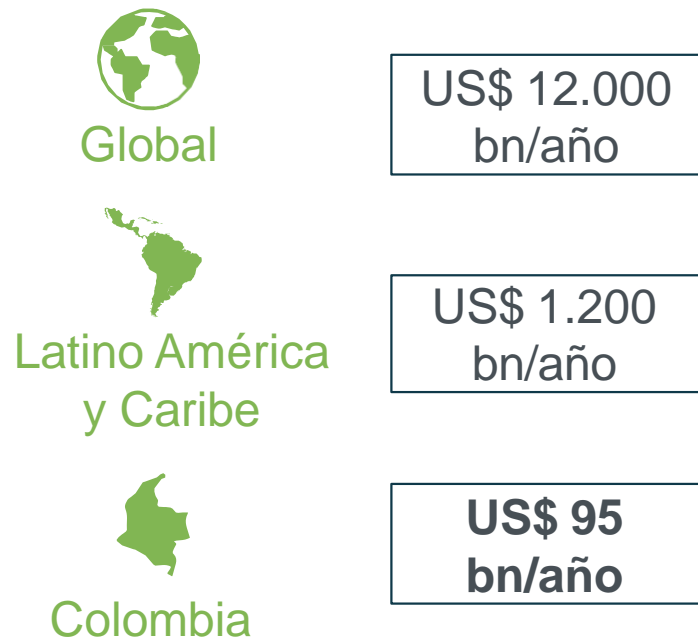 Global
US$ 12.000
bn/año
Latino América
y Caribe
US$ 1.200
bn/año
Colombia
US$ 95
bn/año